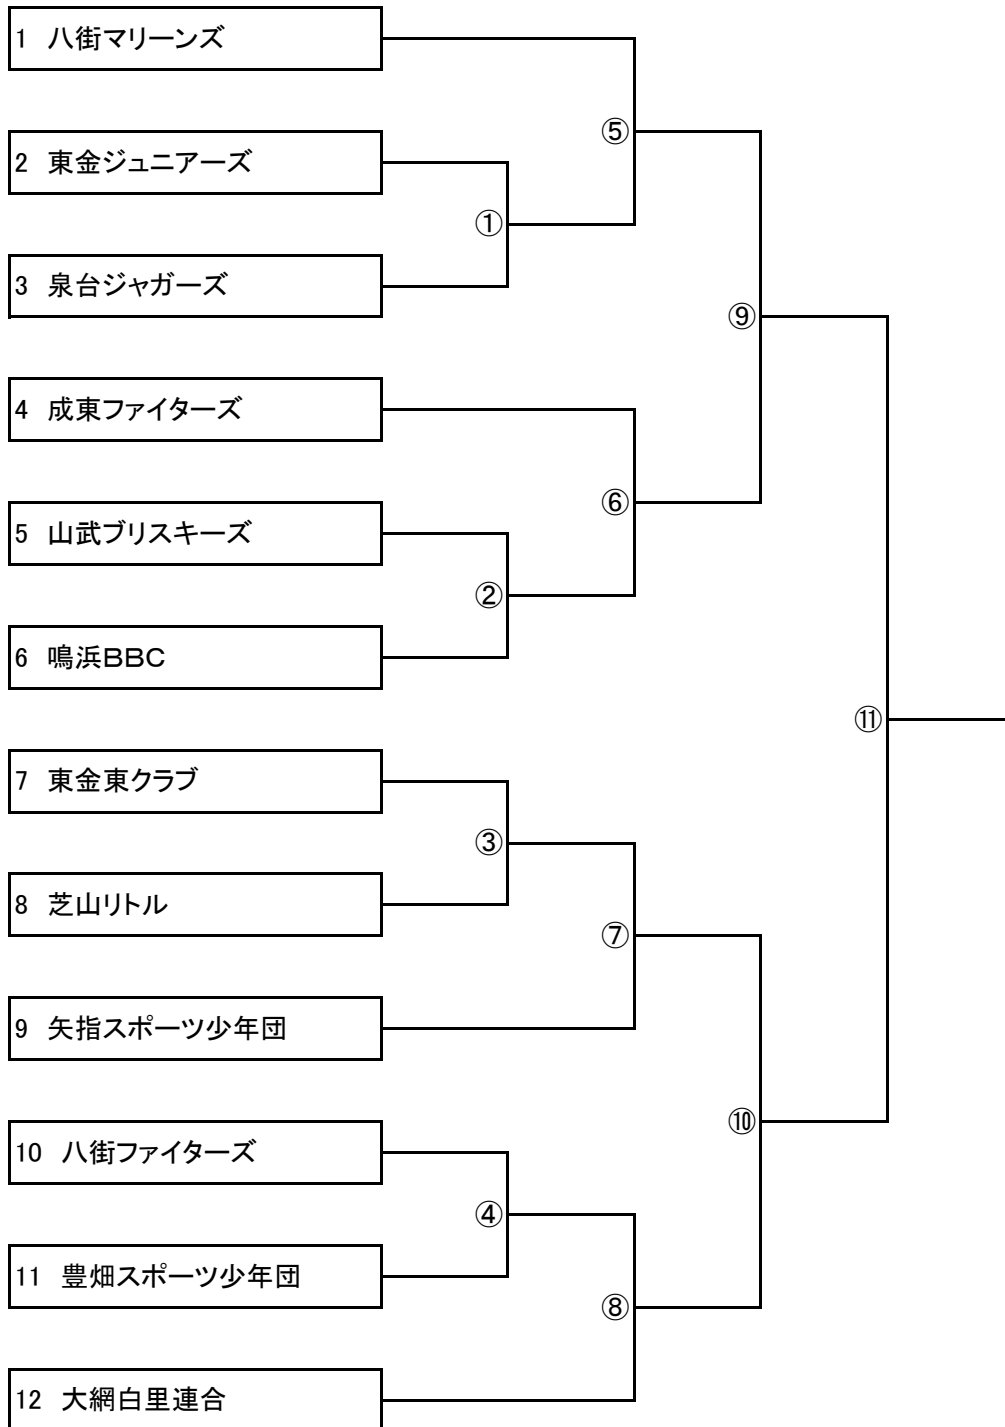 1 八街マリーンズ
⑤
2 東金ジュニアーズ
①
3 泉台ジャガーズ
⑨
4 成東ファイターズ
⑥
5 山武ブリスキーズ
②
6 鳴浜BBC
⑪
7 東金東クラブ
③
8 芝山リトル
⑦
9 矢指スポーツ少年団
⑩
10 八街ファイターズ
④
11 豊畑スポーツ少年団
⑧
12 大網白里連合